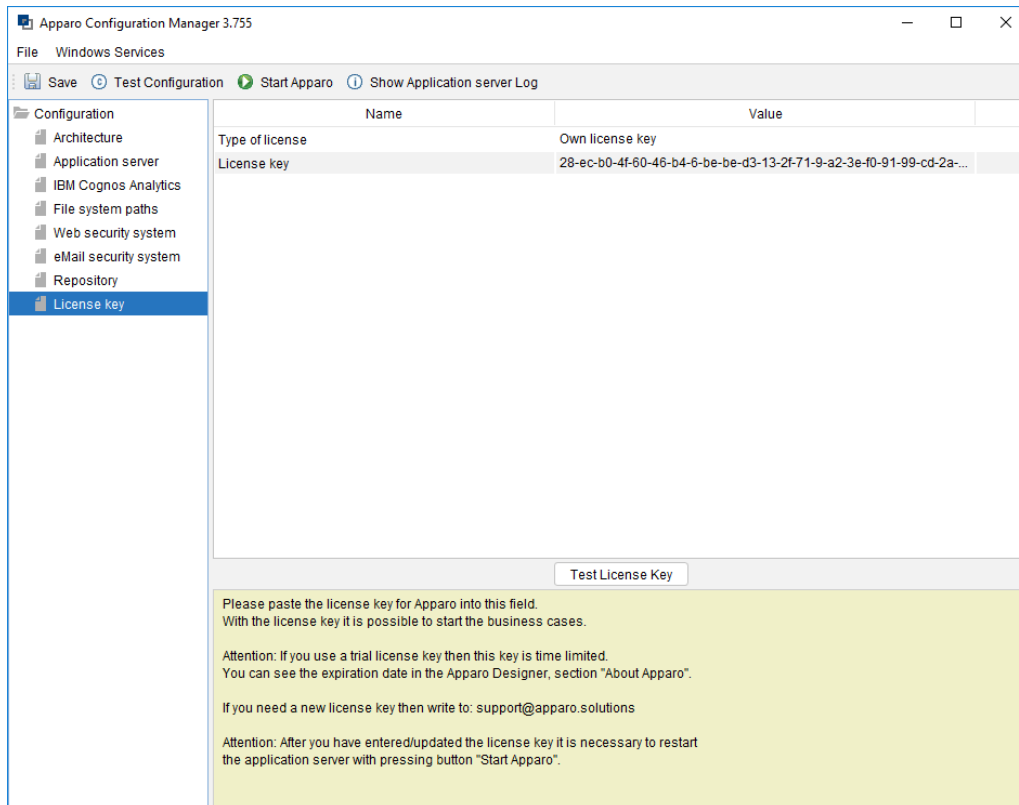 Apparo Configuration Manager 3.755
File Windows Services
Save Test Configuration Start Apparo Show Application server Log
Configuration
Architecture
Application server
IBM Cognos Analytics
File system paths
Web security system
eMail security system
Repository
License key
Name Value
Type of license Own license key
License key 28-ec-b0-4f-60-46-b4-6-be-be-d3-13-2f-71-9-a2-3e-f0-91-99-cd-2a-...
Test License Key
Please paste the license key for Apparo into this field.
With the license key it is possible to start the business cases.
Attention: If you use a trial license key then this key is time limited.
You can see the expiration date in the Apparo Designer, section "About Apparo".
If you need a new license key then write to: support@apparo.solutions
Attention: After you have entered/updated the license key it is necessary to restart
the application server with pressing button "Start Apparo".